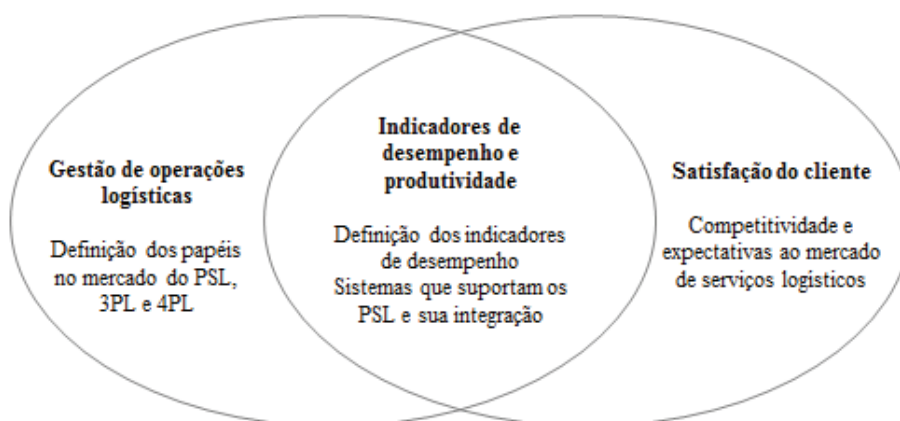 Gestão de operações
logísticas
Definição dos papéis
no mercado do PSL,
3PL e 4PL
Indicadores de
desempenho e
produtividade
Definição dos indicadores
de desempenho
Sistemas que suportam os
PSL e sua integração
Satisfação do cliente
Competitividade e
expectativas ao mercado
de serviços logísticos